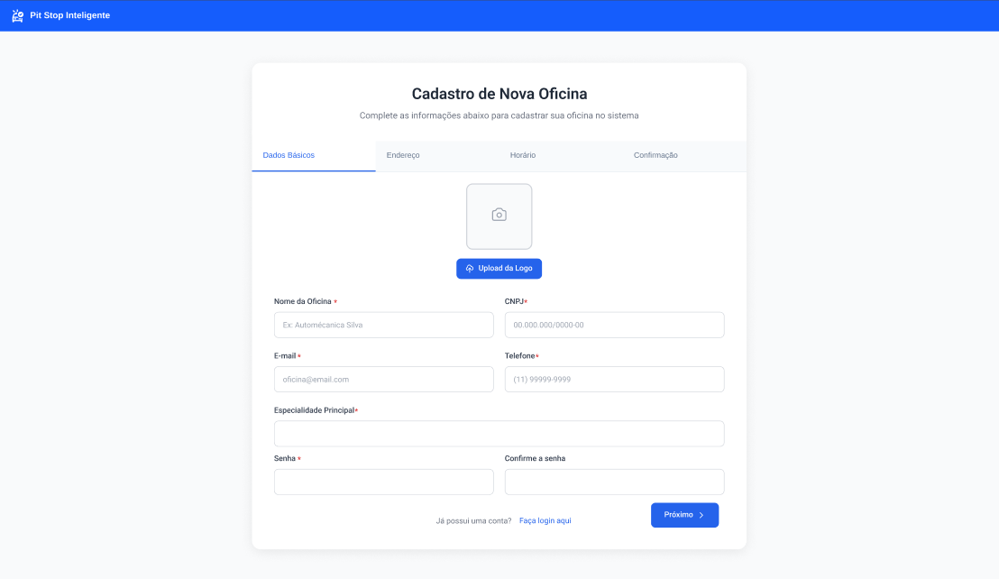 Pit Stop Inteligente
Cadastro de Nova Oficina
Complete as informações abaixo para cadastrar sua oficina no sistema
Dados Básicos Endereço Horário Confirmação
Upload da Logo
Nome da Oficina * CNPJ*
Ex: Automécanica Silva 00.000.000/0000-00
E-mail * Telefone*
oficina@email.com (11) 99999-9999
Especialidade Principal*
Senha * Confirme a senha
Próximo
Já possui uma conta? Faça login aqui